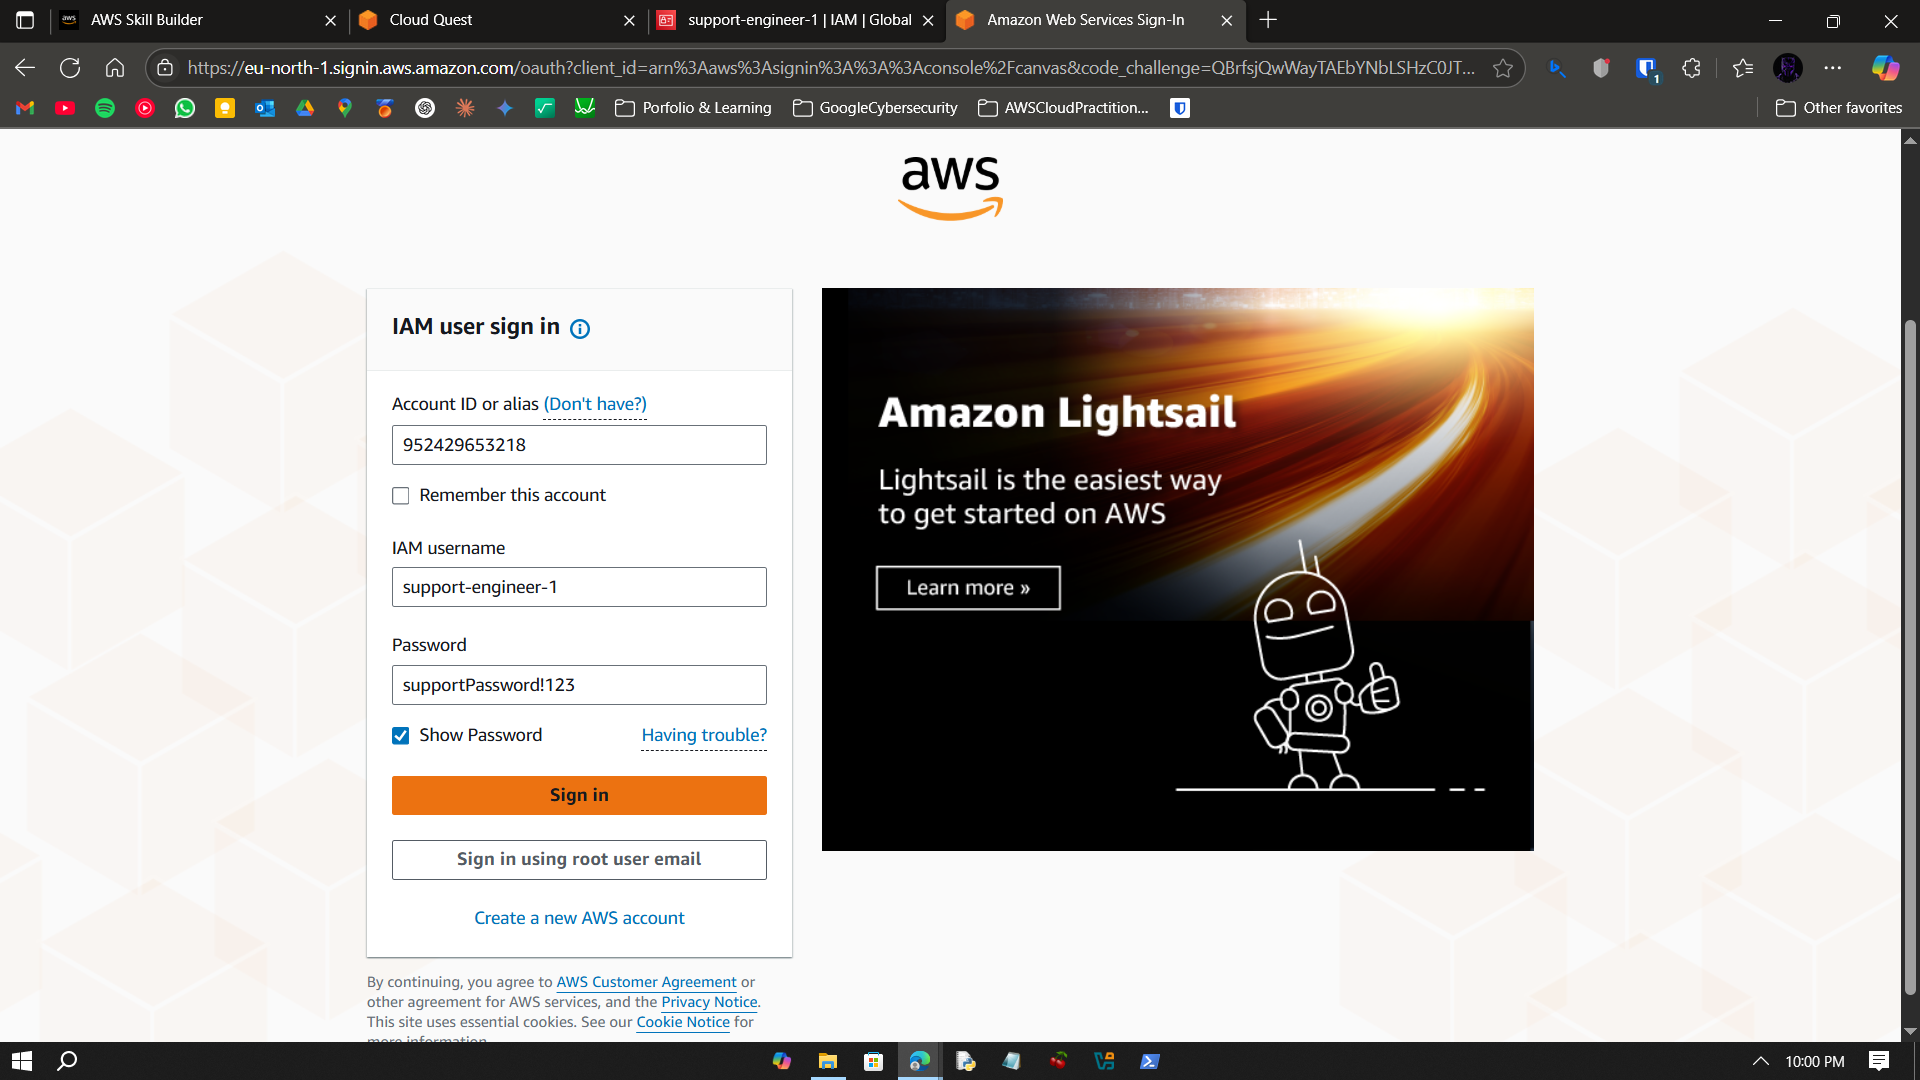 aws AWS Skill Builder
Cloud Quest
support-engineer-1 | IAM | Global
Amazon Web Services Sign-In
https://eu-north-1.signin.aws.amazon.com/oauth?client_id=arn%3Aaws%3Asignin%3A%3A%3Aconsole%2Fcanvas&code_challenge=QBrfsjQwWayTAEbYNbLSHzC0JT...
1
Porfolio & Learning
GoogleCybersecurity
AWSCloudPractition...
Other favorites
aws
IAM user sign in
Account ID or alias (Don't have?)
952429653218
Remember this account
IAM username
support-engineer-1
Password
supportPassword!123
Show Password
Having trouble?
Sign in
Sign in using root user email
Create a new AWS account
By continuing, you agree to AWS Customer Agreement or
other agreement for AWS services, and the Privacy Notice.
This site uses essential cookies. See our Cookie Notice for
more information.
Amazon Lightsail
Lightsail is the easiest way
to get started on AWS
Learn more »
10:00 PM